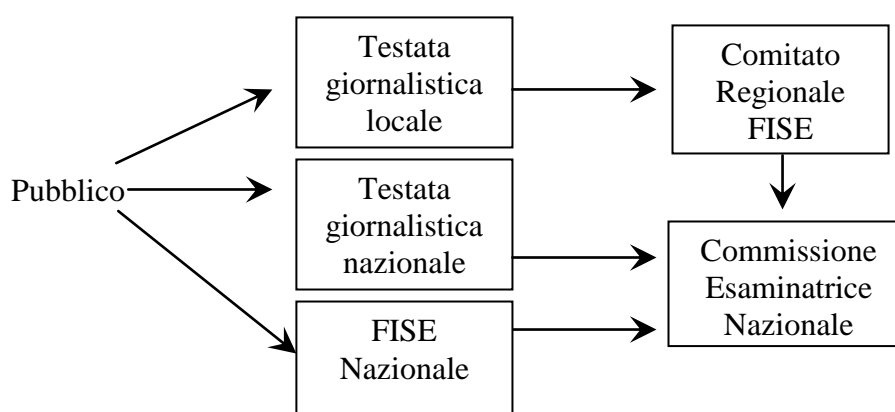 Pubblico
Testata
giornalistica
locale
Testata
giornalistica
nazionale
FISE
Nazionale
Comitato
Regionale
FISE
Commissione
Esaminatrice
Nazionale